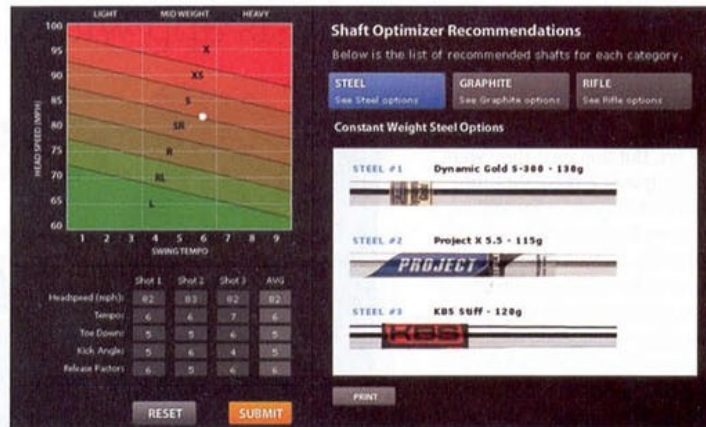 LIGHT MID WEIGHT HEAVY
100
95
90
85
80
75
70
65
60
HEAD SPEED (MPH)
X
XS
S
SR
R
RL
L
1 2 3 4 5 6 7 8 9
SWING TEMPO
Shot 1 Shot 2 Shot 3 AVG
Headspeed (mph): 82 83 82 82
Tempo: 6 6 7 6
Toe Down: 5 5 6 5
Kick Angle: 5 6 4 5
Release Factor: 6 5 6 6
RESET SUBMIT
Shaft Optimizer Recommendations
Below is the list of recommended shafts for each category.
STEEL
See Steel options
GRAPHITE
See Graphite options
RIFLE
See Rifle options
Constant Weight Steel Options
STEEL #1 Dynamic Gold S-300 - 130g
STEEL #2 Project X 5.5 - 115g
PROJECT
STEEL #3 KBS Stiff - 120g
KBS
PRINT